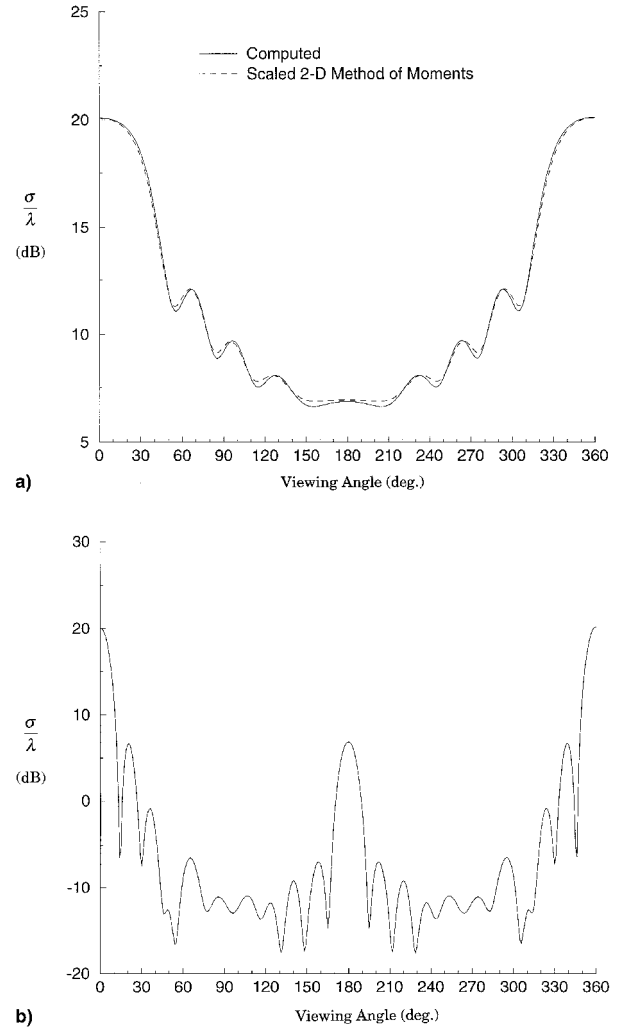 25
Computed
Scaled 2-D Method of Moments
20
σ
λ
(dB)
15
10
5
0 30 60 90 120 150 180 210 240 270 300 330 360
a)
Viewing Angle (deg.)
30
20
σ
λ
(dB)
10
0
-10
-20
0 30 60 90 120 150 180 210 240 270 300 330 360
b)
Viewing Angle (deg.)